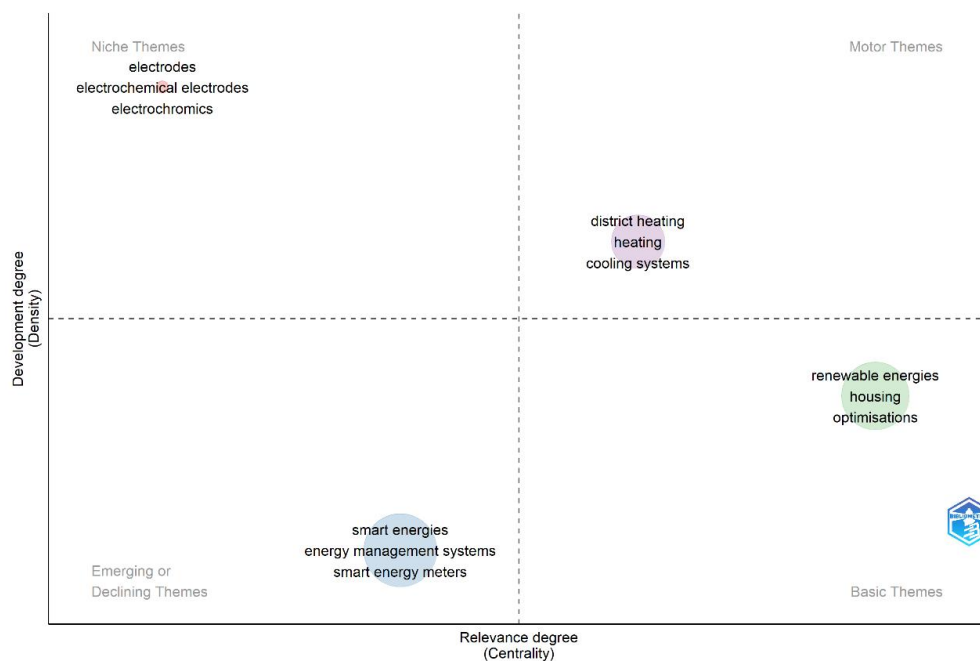 Niche Themes
Motor Themes
electrodes
electrochemical electrodes
electrochromics
district heating
heating
cooling systems
Development degree
(Density)
renewable energies
housing
optimisations
smart energies
energy management systems
smart energy meters
Emerging or
Declining Themes
Basic Themes
Relevance degree
(Centrality)